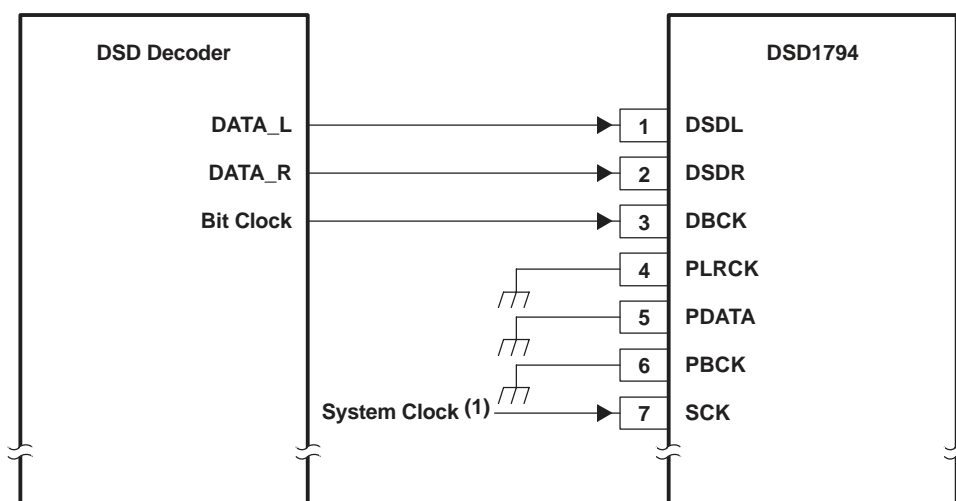 DSD Decoder
DSD1794
DATA_L
1
DSDL
DATA_R
2
DSDR
Bit Clock
3
DBCK
4
PLRCK
5
PDATA
6
PBCK
System Clock (1)
7
SCK